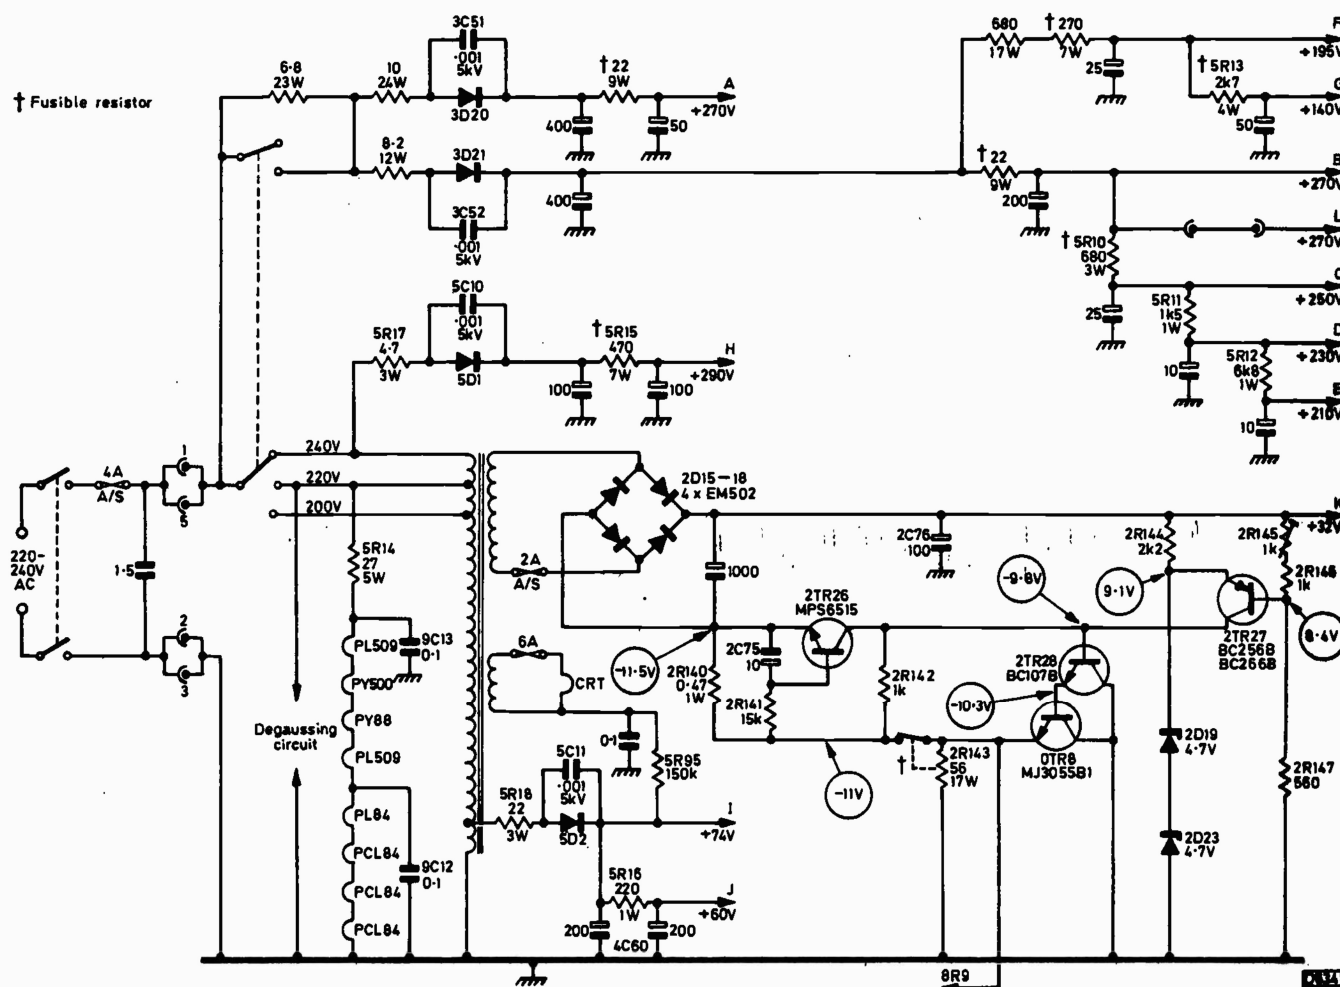 † Fusible resistor
6·8
23W
10
24W
3C51
·001
5kV
3D20
† 22
9W
A
+270V
400
50
8·2
12W
3D21
3C52
·001
5kV
400
680
17W
† 270
7W
25
F
+195V
† 5R13
2k7
4W
G
+140V
50
† 22
9W
200
B
+270V
L
+270V
† 5R10
680
3W
25
+250V
5R11
1k5
1W
10
D
+230V
5R12
6k8
1W
10
E
+210V
5R17
4·7
3W
5C10
·001
5kV
5D1
† 5R15
470
7W
H
+290V
100
100
240V
220V
200V
4A
A/S
1
5
220-
240V
AC
1·5
2
3
5R14
27
5W
9C13
0·1
PL509
PY500
PY88
PL509
PL84
PCL84
PCL84
PCL84
9C12
0·1
Degaussing
circuit
2D15–18
4 x EM502
2A
A/S
6A
CRT
0·1
5R95
150k
5C11
·001
5kV
5R18
22
3W
5D2
I
+74V
5R16
220
1W
J
+60V
200
4C60
200
1000
2C76
100
K
+32V
2R144
2k2
2R145
1k
2R146
1k
-9·8V
9·1V
8·4V
2TR26
MPS6515
2TR27
BC256B
BC266B
-11·5V
2C75
10
2R140
0·47
1W
2R141
15k
2R142
1k
2TR28
BC107B
-10·3V
0TR8
MJ3055B1
-11V
†
2R143
56
17W
2D19
4·7V
2D23
4·7V
2R147
560
8R9